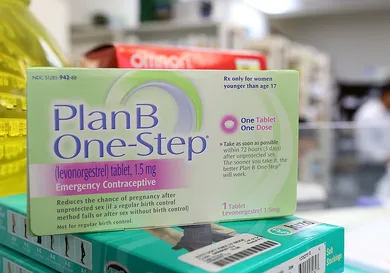 omron
NDC 51285-942-88
Rx only for women
younger than age 17
Plan B
One-Step®
(levonorgestrel) tablet, 1.5 mg
Emergency Contraceptive
One Tablet
One Dose
• Take as soon as possible
within 72 hours (3 days)
after unprotected sex.
The sooner you take it, the
better Plan B One-Step®
will work.
Reduces the chance of pregnancy after
unprotected sex (if a regular birth control
method fails or after sex without birth control)
Not for regular birth control.
1 Tablet
Levonorgestrel 1.5mg
Soft
Stockings